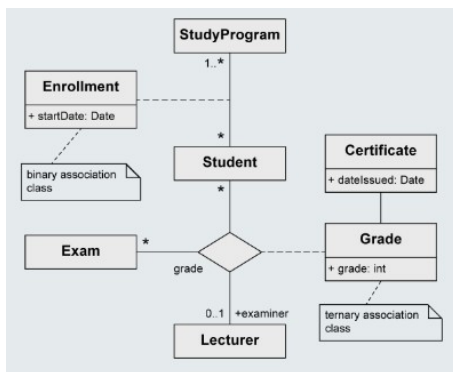 StudyProgram
1..*
Enrollment
+ startDate: Date
*
binary association
class
Student
*
Certificate
+ dateIssued: Date
Exam
*
grade
Grade
+ grade: int
0..1
+examiner
ternary association
class
Lecturer